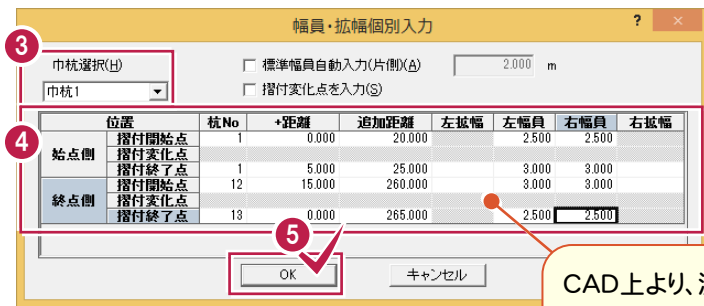 幅員・拡幅個別入力 ? ×
3
巾杭選択(H) 標準幅員自動入力(片側)(A) 2.000 m
巾杭1 摺付変化点を入力(S)
4
位置 杭No +距離 追加距離 左拡幅 左幅員 右幅員 右拡幅
始点側 摺付開始点 1 0.000 20.000 2.500 2.500
摺付変化点
摺付終了点 1 5.000 25.000 3.000 3.000
終点側 摺付開始点 12 15.000 260.000 3.000 3.000
摺付変化点
摺付終了点 13 0.000 265.000 2.500 2.500
5
OK キャンセル
CAD上より、